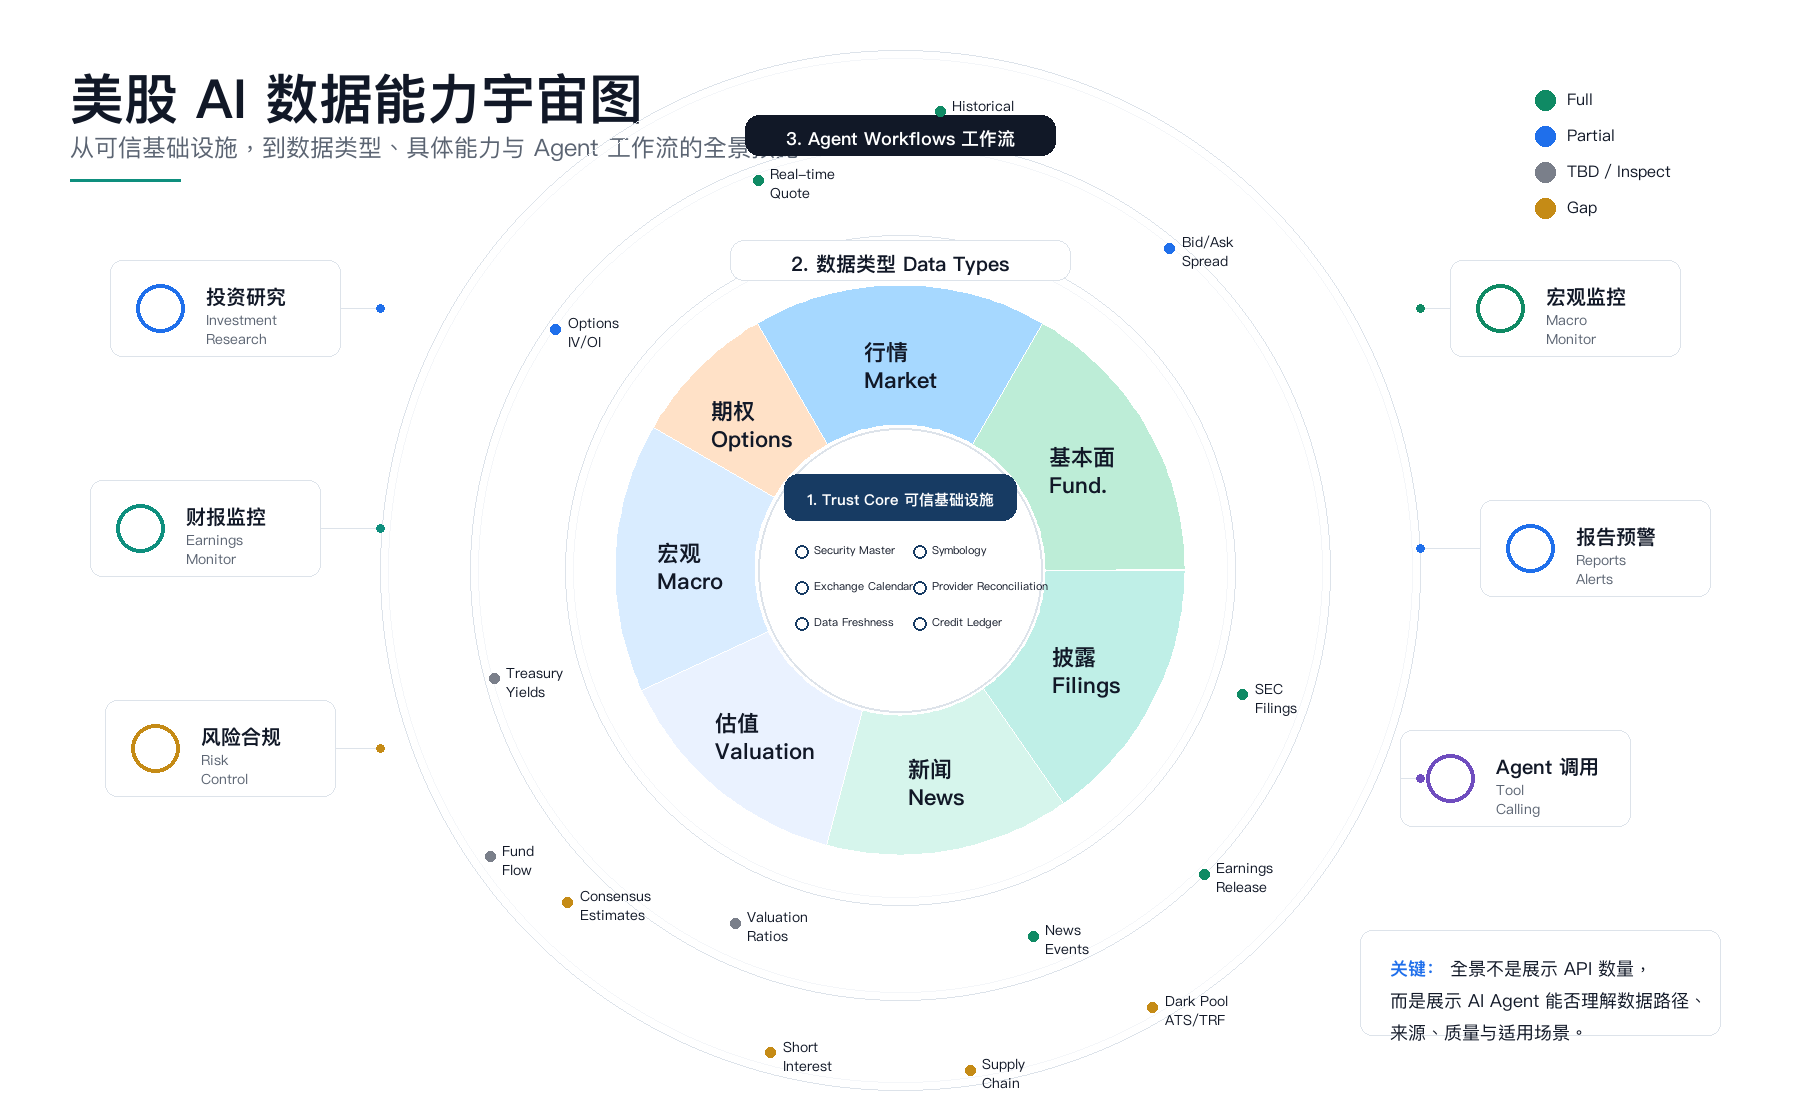 美股 AI 数据能力宇宙图
从可信基础设施，到数据类型、具体能力与 Agent 工作流的全景
Historical
3. Agent Workflows 工作流
Real-time
Quote
Full
Partial
TBD / Inspect
Gap
Bid/Ask
Spread
2. 数据类型 Data Types
投资研究
Investment
Research
宏观监控
Macro
Monitor
Options
IV/OI
行情
Market
期权
Options
基本面
Fund.
1. Trust Core 可信基础设施
Security Master
Symbology
Exchange Calendar
Provider Reconciliation
Data Freshness
Credit Ledger
财报监控
Earnings
Monitor
报告预警
Reports
Alerts
宏观
Macro
披露
Filings
Treasury
Yields
SEC
Filings
估值
Valuation
新闻
News
风险合规
Risk
Control
Agent 调用
Tool
Calling
Fund
Flow
Consensus
Estimates
Valuation
Ratios
News
Events
Earnings
Release
Dark Pool
ATS/TRF
Short
Interest
Supply
Chain
关键： 全景不是展示 API 数量，
而是展示 AI Agent 能否理解数据路径、
来源、质量与适用场景。